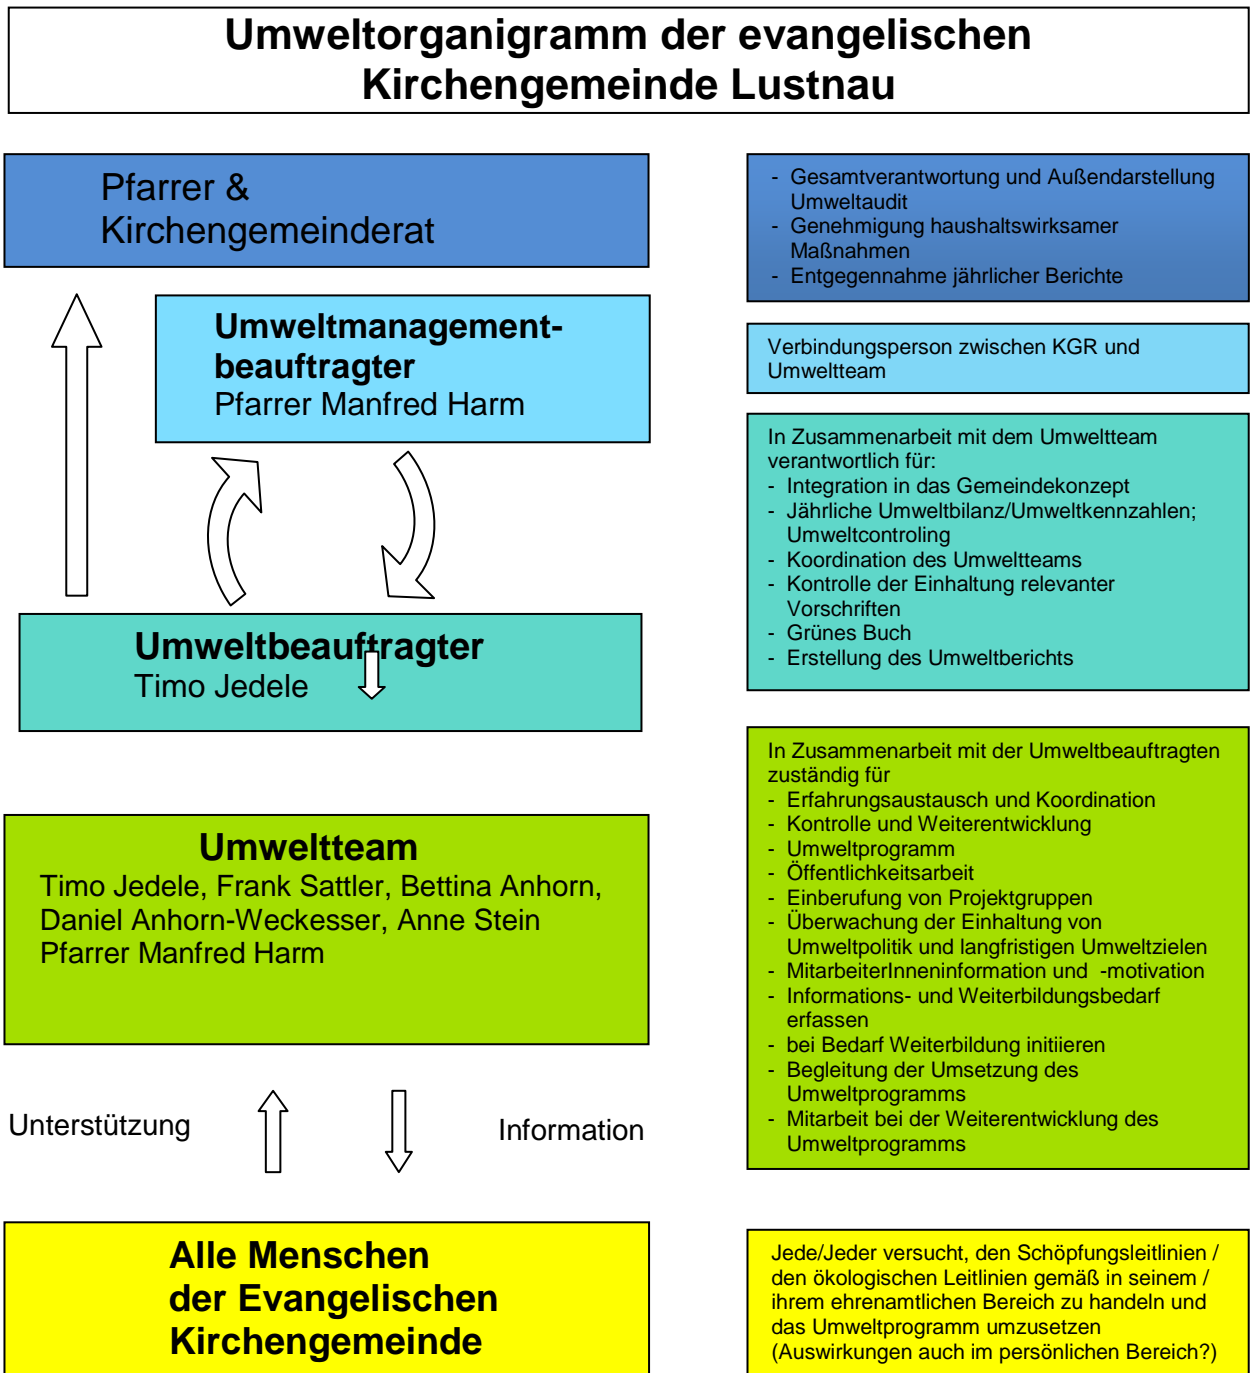 Umweltorganigramm der evangelischen
Kirchengemeinde Lustnau
Pfarrer &
Kirchengemeinderat
- Gesamtverantwortung und Außendarstellung
Umweltaudit
- Genehmigung haushaltswirksamer
Maßnahmen
- Entgegennahme jährlicher Berichte
Umweltmanagement-
beauftragter
Pfarrer Manfred Harm
Verbindungsperson zwischen KGR und
Umweltteam
Umweltbeauftragter
Timo Jedele
In Zusammenarbeit mit dem Umweltteam
verantwortlich für:
- Integration in das Gemeindekonzept
- Jährliche Umweltbilanz/Umweltkennzahlen;
Umweltcontroling
- Koordination des Umweltteams
- Kontrolle der Einhaltung relevanter
Vorschriften
- Grünes Buch
- Erstellung des Umweltberichts
Umweltteam
Timo Jedele, Frank Sattler, Bettina Anhorn,
Daniel Anhorn-Weckesser, Anne Stein
Pfarrer Manfred Harm
In Zusammenarbeit mit der Umweltbeauftragten
zuständig für
- Erfahrungsaustausch und Koordination
- Kontrolle und Weiterentwicklung
- Umweltprogramm
- Öffentlichkeitsarbeit
- Einberufung von Projektgruppen
- Überwachung der Einhaltung von
Umweltpolitik und langfristigen Umweltzielen
- MitarbeiterInneninformation und -motivation
- Informations- und Weiterbildungsbedarf
erfassen
- bei Bedarf Weiterbildung initiieren
- Begleitung der Umsetzung des
Umweltprogramms
- Mitarbeit bei der Weiterentwicklung des
Umweltprogramms
Unterstützung
Information
Alle Menschen
der Evangelischen
Kirchengemeinde
Jede/Jeder versucht, den Schöpfungsleitlinien /
den ökologischen Leitlinien gemäß in seinem /
ihrem ehrenamtlichen Bereich zu handeln und
das Umweltprogramm umzusetzen
(Auswirkungen auch im persönlichen Bereich?)